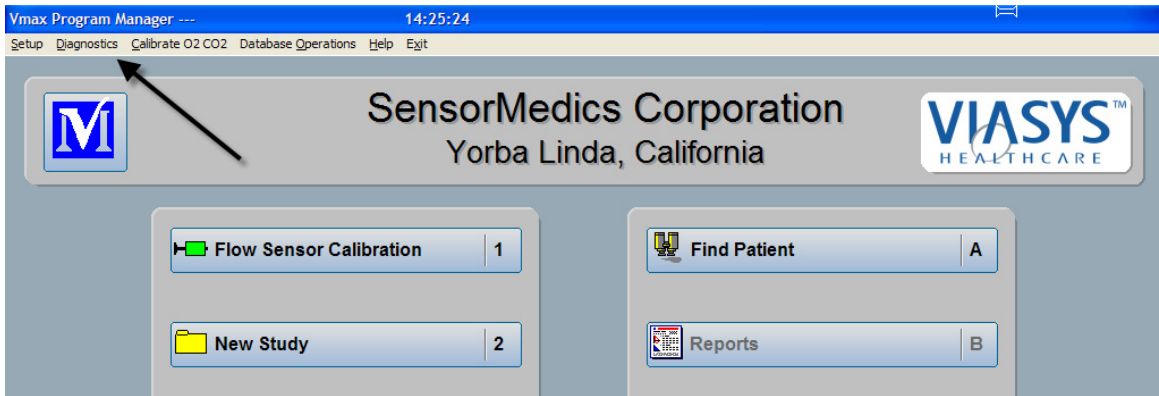 Vmax Program Manager --- 14:25:24
Setup Diagnostics Calibrate O2 CO2 Database Operations Help Exit
SensorMedics Corporation
Yorba Linda, California
VIASYS™
HEALTHCARE
Flow Sensor Calibration 1
Find Patient A
New Study 2
Reports B